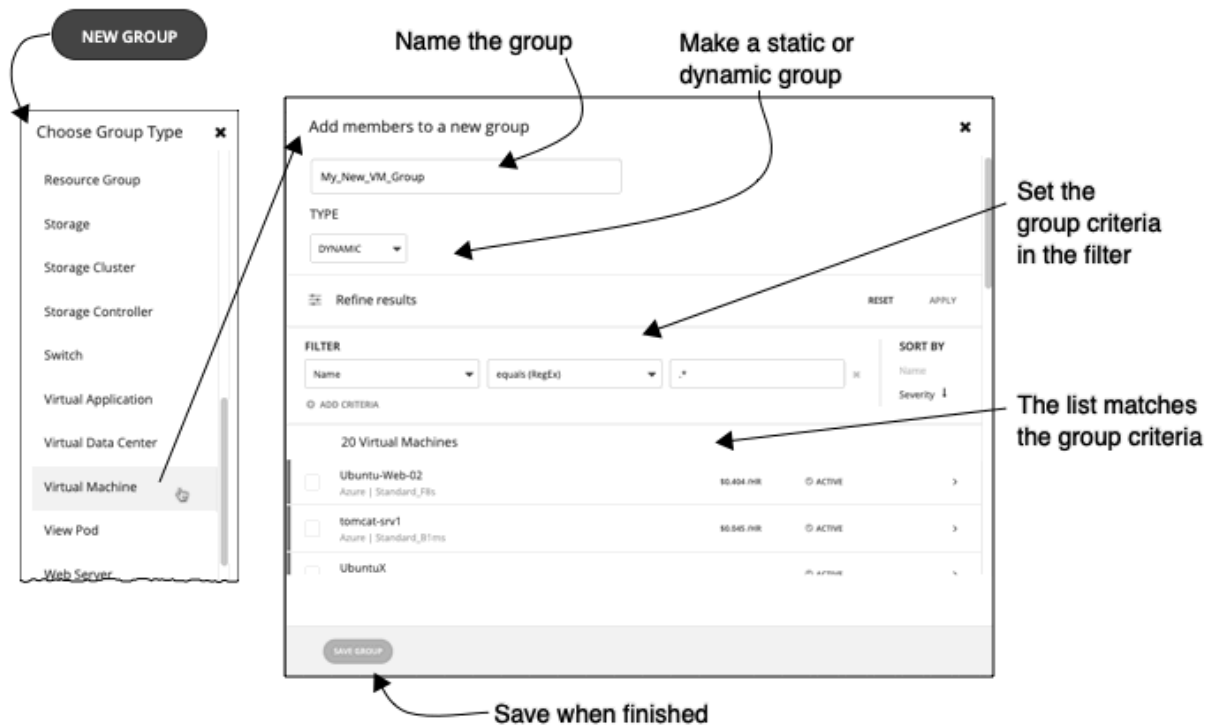 NEW GROUP
Name the group
Make a static or
dynamic group
Choose Group Type
Resource Group
Storage
Storage Cluster
Storage Controller
Switch
Virtual Application
Virtual Data Center
Virtual Machine
View Pod
Web Server
Add members to a new group
My_New_VM_Group
TYPE
DYNAMIC
Set the
group criteria
in the filter
Refine results
RESET
APPLY
FILTER
SORT BY
Name
equals (RegEx)
.*
Name
ADD CRITERIA
Severity
The list matches
the group criteria
20 Virtual Machines
Ubuntu-Web-02
Azure | Standard_F8s
$0.404 /HR
ACTIVE
tomcat-srv1
Azure | Standard_B1ms
$0.045 /HR
ACTIVE
UbuntuX
ACTIVE
SAVE GROUP
Save when finished